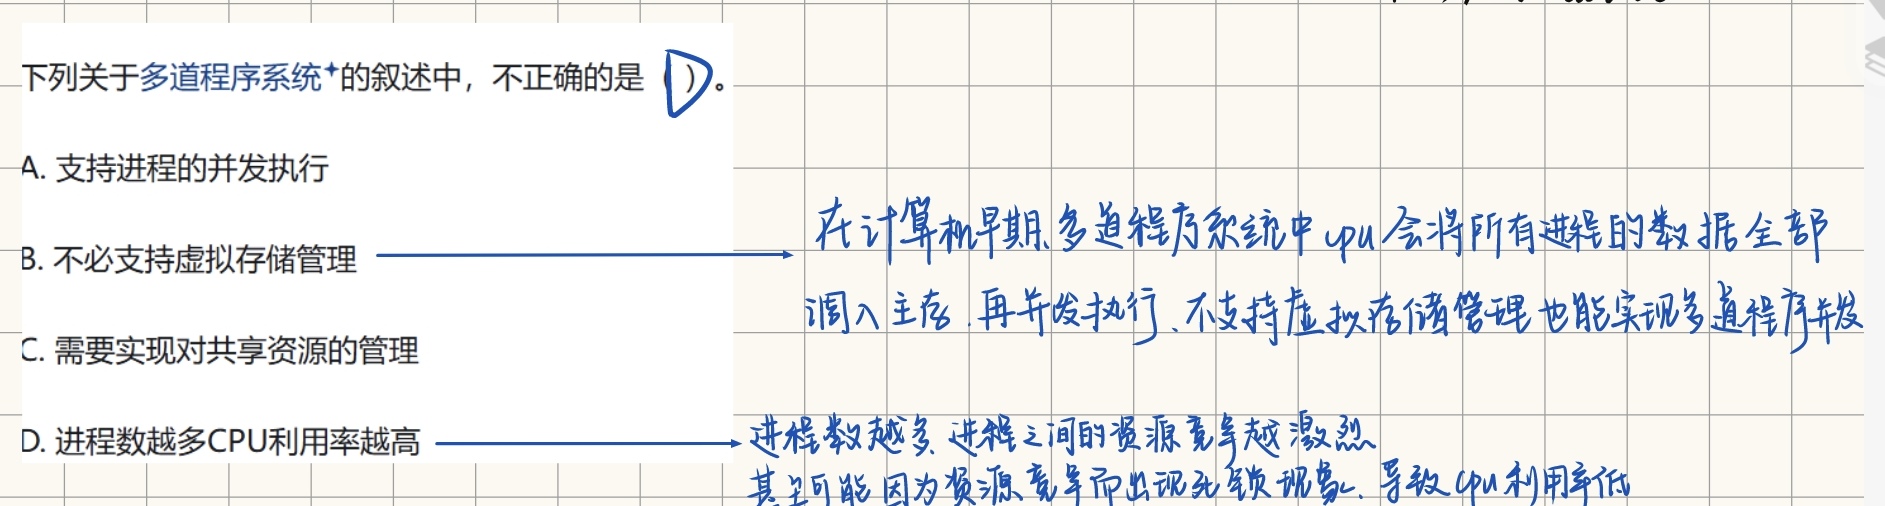 下列关于多道程序系统的叙述中，不正确的是（D）。
A. 支持进程的并发执行
B. 不必支持虚拟存储管理
在计算机早期、多道程序系统中cpu会将所有进程的数据全部
调入主存，再并发执行、不支持虚拟存储管理也能实现多道程序并发
C. 需要实现对共享资源的管理
D. 进程数越多CPU利用率越高
进程数越多，进程之间的资源竞争越激烈
甚至可能因为资源竞争而出现死锁现象、导致cpu利用率低